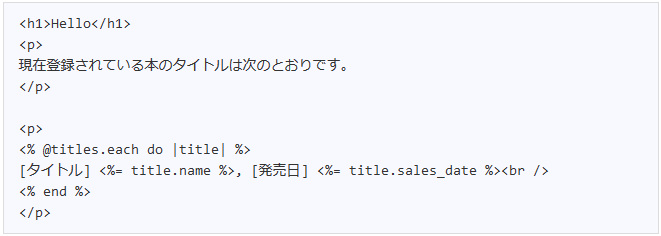 <h1>Hello</h1>
<p>
現在登録されている本のタイトルは次のとおりです。
</p>
<p>
<% @titles.each do |title| %>
[タイトル] <%= title.name %>, [発売日] <%= title.sales_date %><br />
<% end %>
</p>